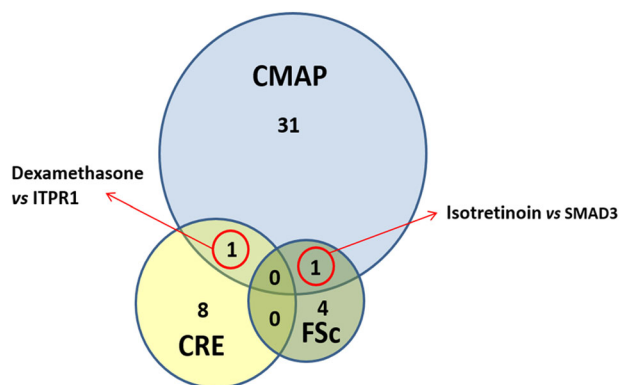 CMAP
31
Dexamethasone
vs ITPR1
Isotretinoin vs SMAD3
1
0
1
8
0
4
CRE
FSc